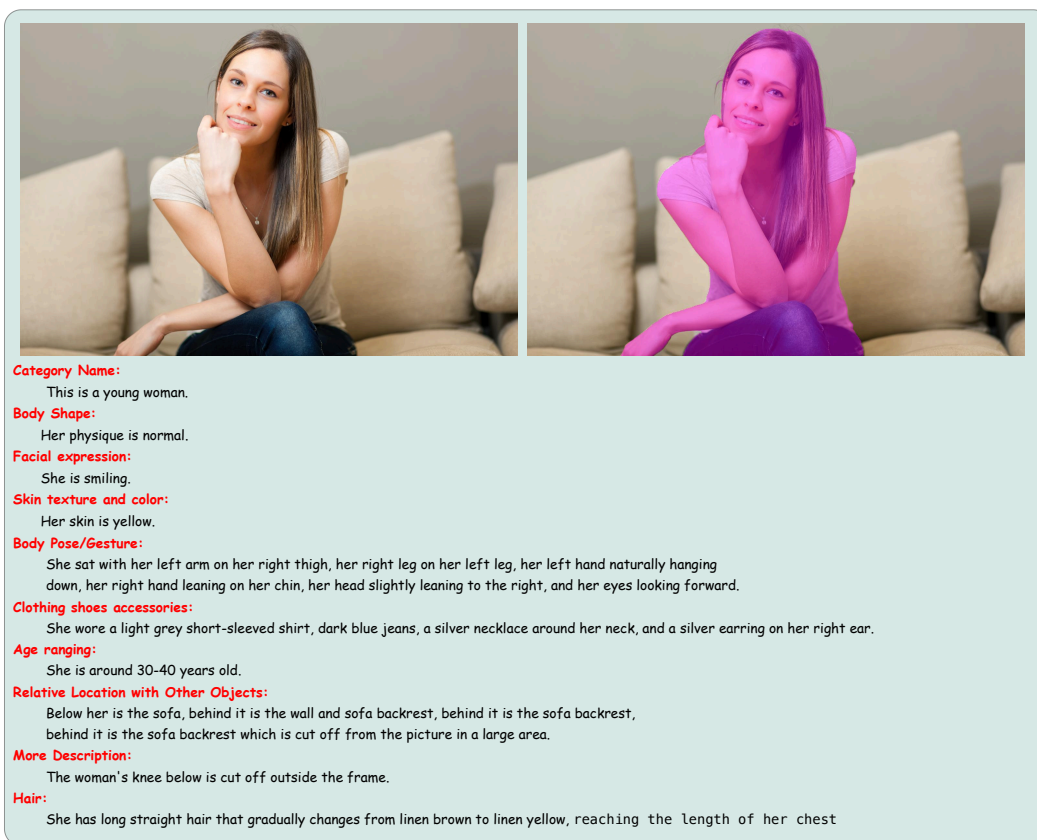 Category Name:
This is a young woman.
Body Shape:
Her physique is normal.
Facial expression:
She is smiling.
Skin texture and color:
Her skin is yellow.
Body Pose/Gesture:
She sat with her left arm on her right thigh, her right leg on her left leg, her left hand naturally hanging
down, her right hand leaning on her chin, her head slightly leaning to the right, and her eyes looking forward.
Clothing shoes accessories:
She wore a light grey short-sleeved shirt, dark blue jeans, a silver necklace around her neck, and a silver earring on her right ear.
Age ranging:
She is around 30-40 years old.
Relative Location with Other Objects:
Below her is the sofa, behind it is the wall and sofa backrest, behind it is the sofa backrest,
behind it is the sofa backrest which is cut off from the picture in a large area.
More Description:
The woman's knee below is cut off outside the frame.
Hair:
She has long straight hair that gradually changes from linen brown to linen yellow, reaching the length of her chest